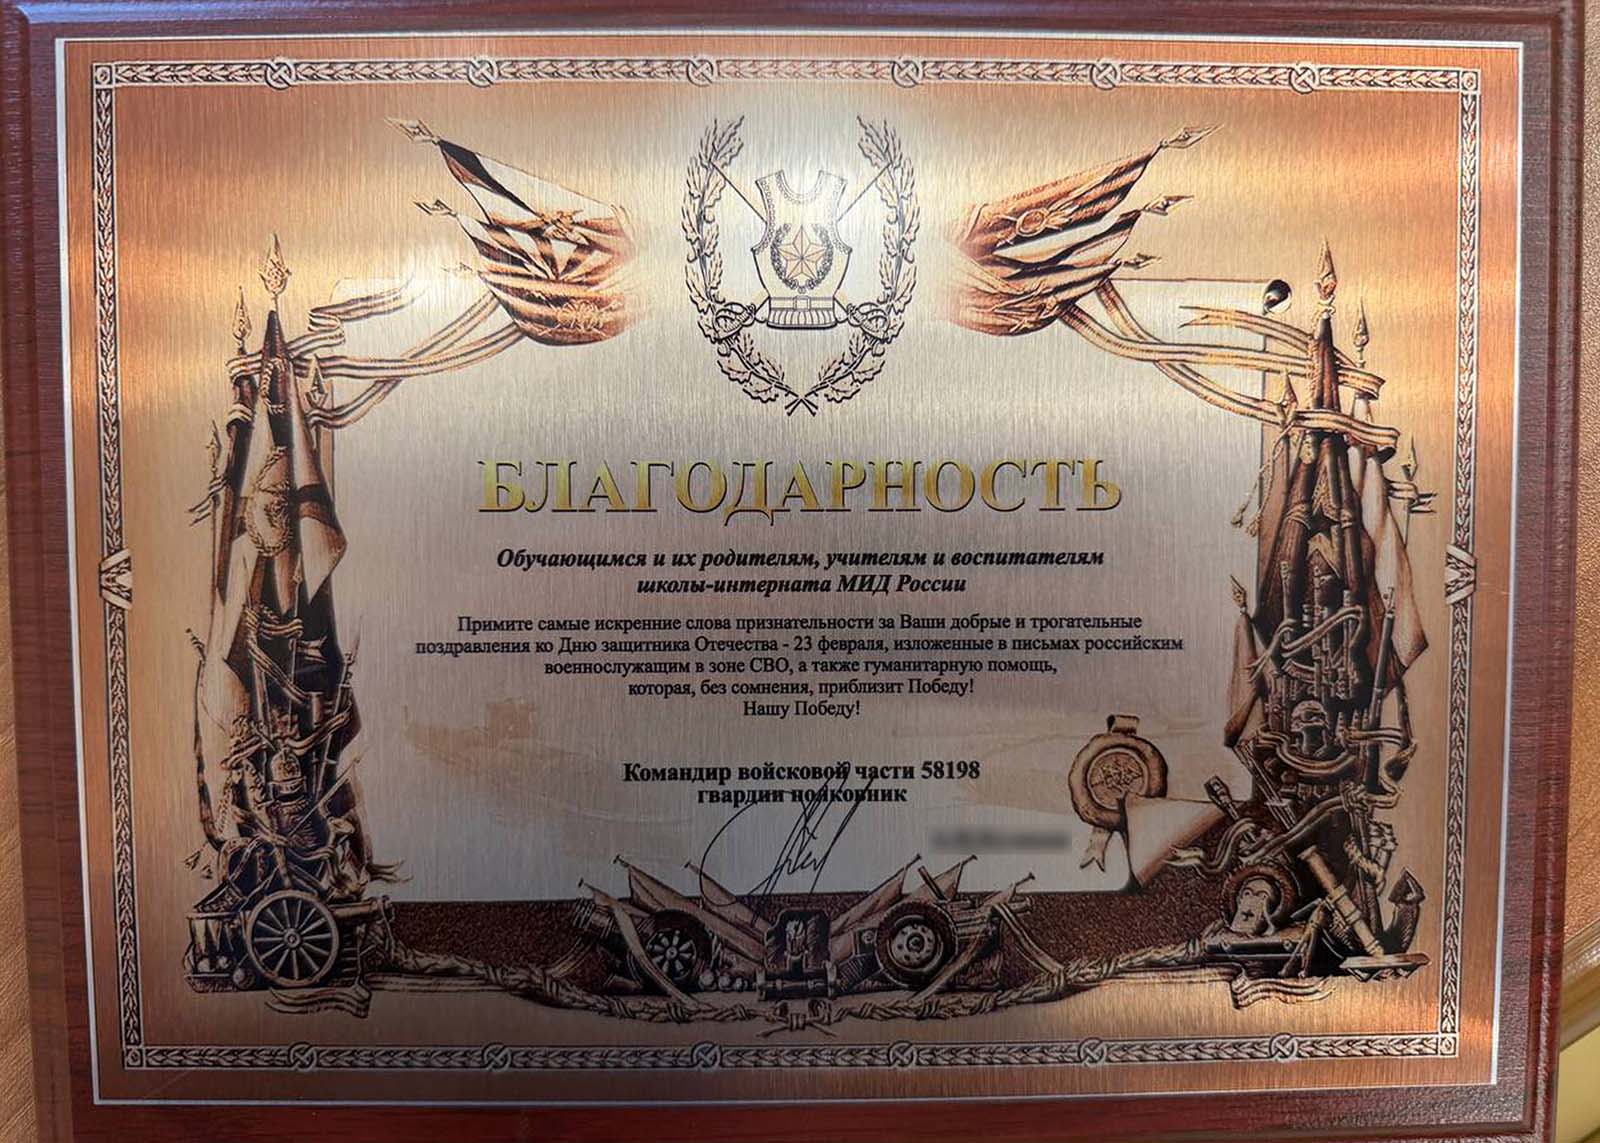 БЛАГОДАРНОСТЬ
Обучающимся и их родителям, учителям и воспитателям
школы-интерната МИД России
Примите самые искренние слова признательности за Ваши добрые и трогательные
поздравления ко Дню защитника Отечества - 23 февраля, изложенные в письмах российским
военнослужащим в зоне СВО, а также гуманитарную помощь,
которая, без сомнения, приблизит Победу!
Нашу Победу!
Командир войсковой части 58198
гвардии полковник